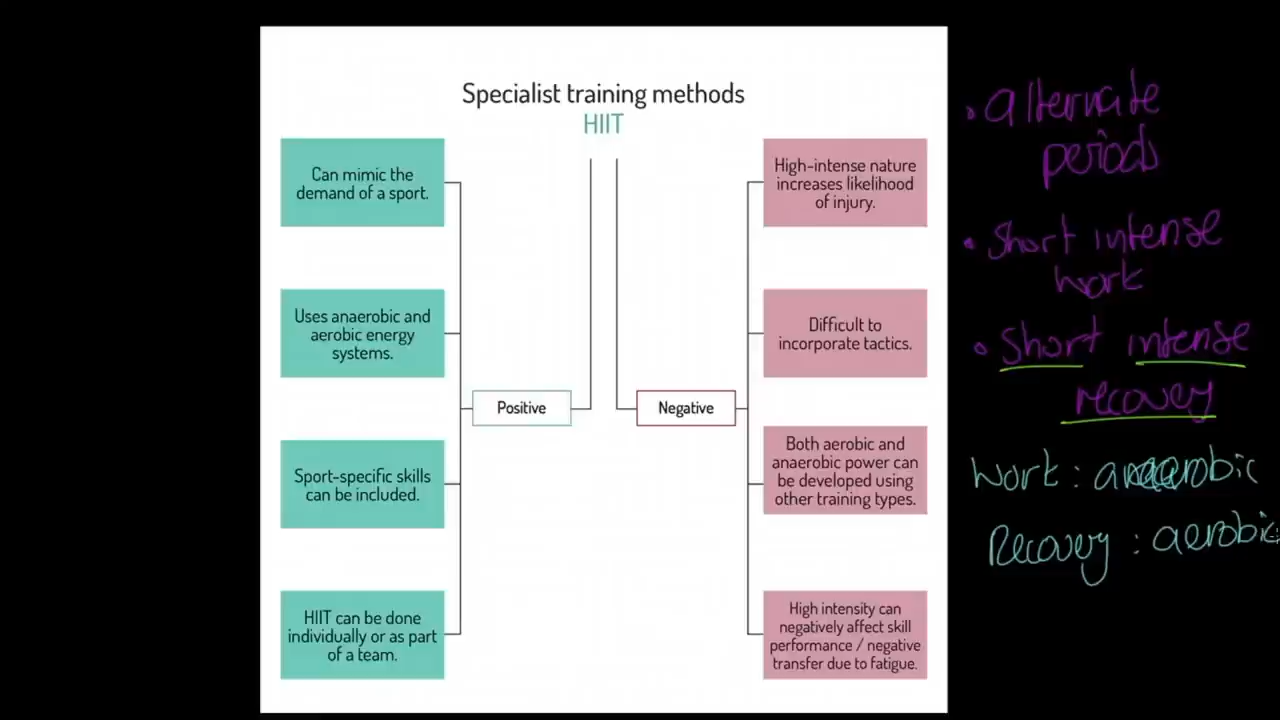 Specialist training methods
HIIT
Can mimic the
demand of a sport.
Uses anaerobic and
aerobic energy
systems.
Sport-specific skills
can be included.
HIIT can be done
individually or as part
of a team.
Positive
Negative
High-intense nature
increases likelihood
of injury.
Difficult to
incorporate tactics.
Both aerobic and
anaerobic power can
be developed using
other training types.
High intensity can
negatively affect skill
performance / negative
transfer due to fatigue.
• alternate
periods
• Short intense
work
• Short intense
recovery
Work : anaerobic
Recovery : aerobic